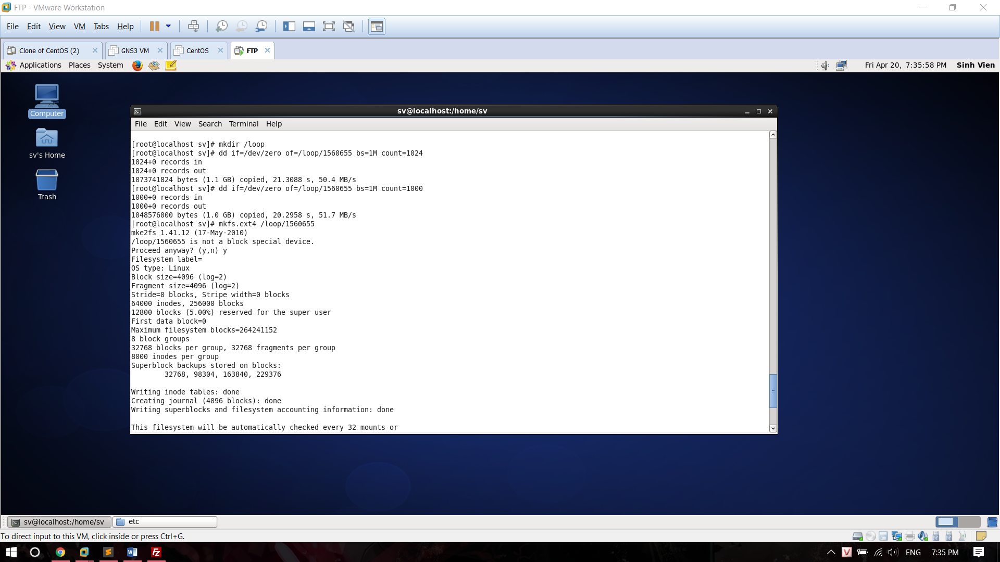 FTP - VMware Workstation
File Edit View VM Tabs Help
Clone of CentOS (2) GNS3 VM CentOS FTP
Applications Places System Fri Apr 20, 7:35:58 PM Sinh Vien
Computer
sv's Home
Trash
sv@localhost:/home/sv
File Edit View Search Terminal Help
[root@localhost sv]# mkdir /loop
[root@localhost sv]# dd if=/dev/zero of=/loop/1560655 bs=1M count=1024
1024+0 records in
1024+0 records out
1073741824 bytes (1.1 GB) copied, 21.3088 s, 50.4 MB/s
[root@localhost sv]# dd if=/dev/zero of=/loop/1560655 bs=1M count=1000
1000+0 records in
1000+0 records out
1048576000 bytes (1.0 GB) copied, 20.2958 s, 51.7 MB/s
[root@localhost sv]# mkfs.ext4 /loop/1560655
mke2fs 1.41.12 (17-May-2010)
/loop/1560655 is not a block special device.
Proceed anyway? (y,n) y
Filesystem label=
OS type: Linux
Block size=4096 (log=2)
Fragment size=4096 (log=2)
Stride=0 blocks, Stripe width=0 blocks
64000 inodes, 256000 blocks
12800 blocks (5.00%) reserved for the super user
First data block=0
Maximum filesystem blocks=264241152
8 block groups
32768 blocks per group, 32768 fragments per group
8000 inodes per group
Superblock backups stored on blocks:
32768, 98304, 163840, 229376
Writing inode tables: done
Creating journal (4096 blocks): done
Writing superblocks and filesystem accounting information: done
This filesystem will be automatically checked every 32 mounts or
sv@localhost:/home/sv etc
To direct input to this VM, click inside or press Ctrl+G.
ENG 7:35 PM